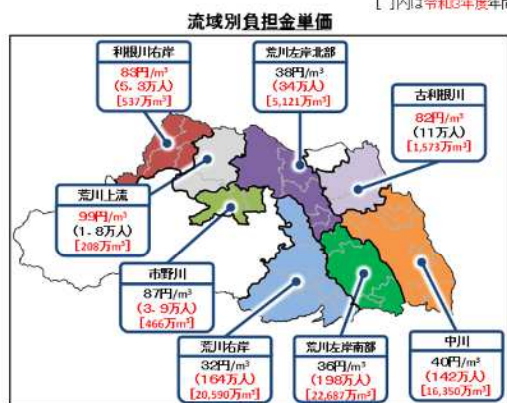 [ ]内は令和3年度年間
流域別負担金単価
利根川右岸
83円/m³
(5.3万人)
[537万m³]
荒川左岸北部
38円/m³
(34万人)
[5,121万m³]
古利根川
82円/m³
(11万人)
[1,573万m³]
荒川上流
99円/m³
(1.8万人)
[208万m³]
市野川
87円/m³
(3.9万人)
[466万m³]
荒川右岸
32円/m³
(164万人)
[20,590万m³]
荒川左岸南部
36円/m³
(198万人)
[22,687万m³]
中川
40円/m³
(142万人)
[16,350万m³]